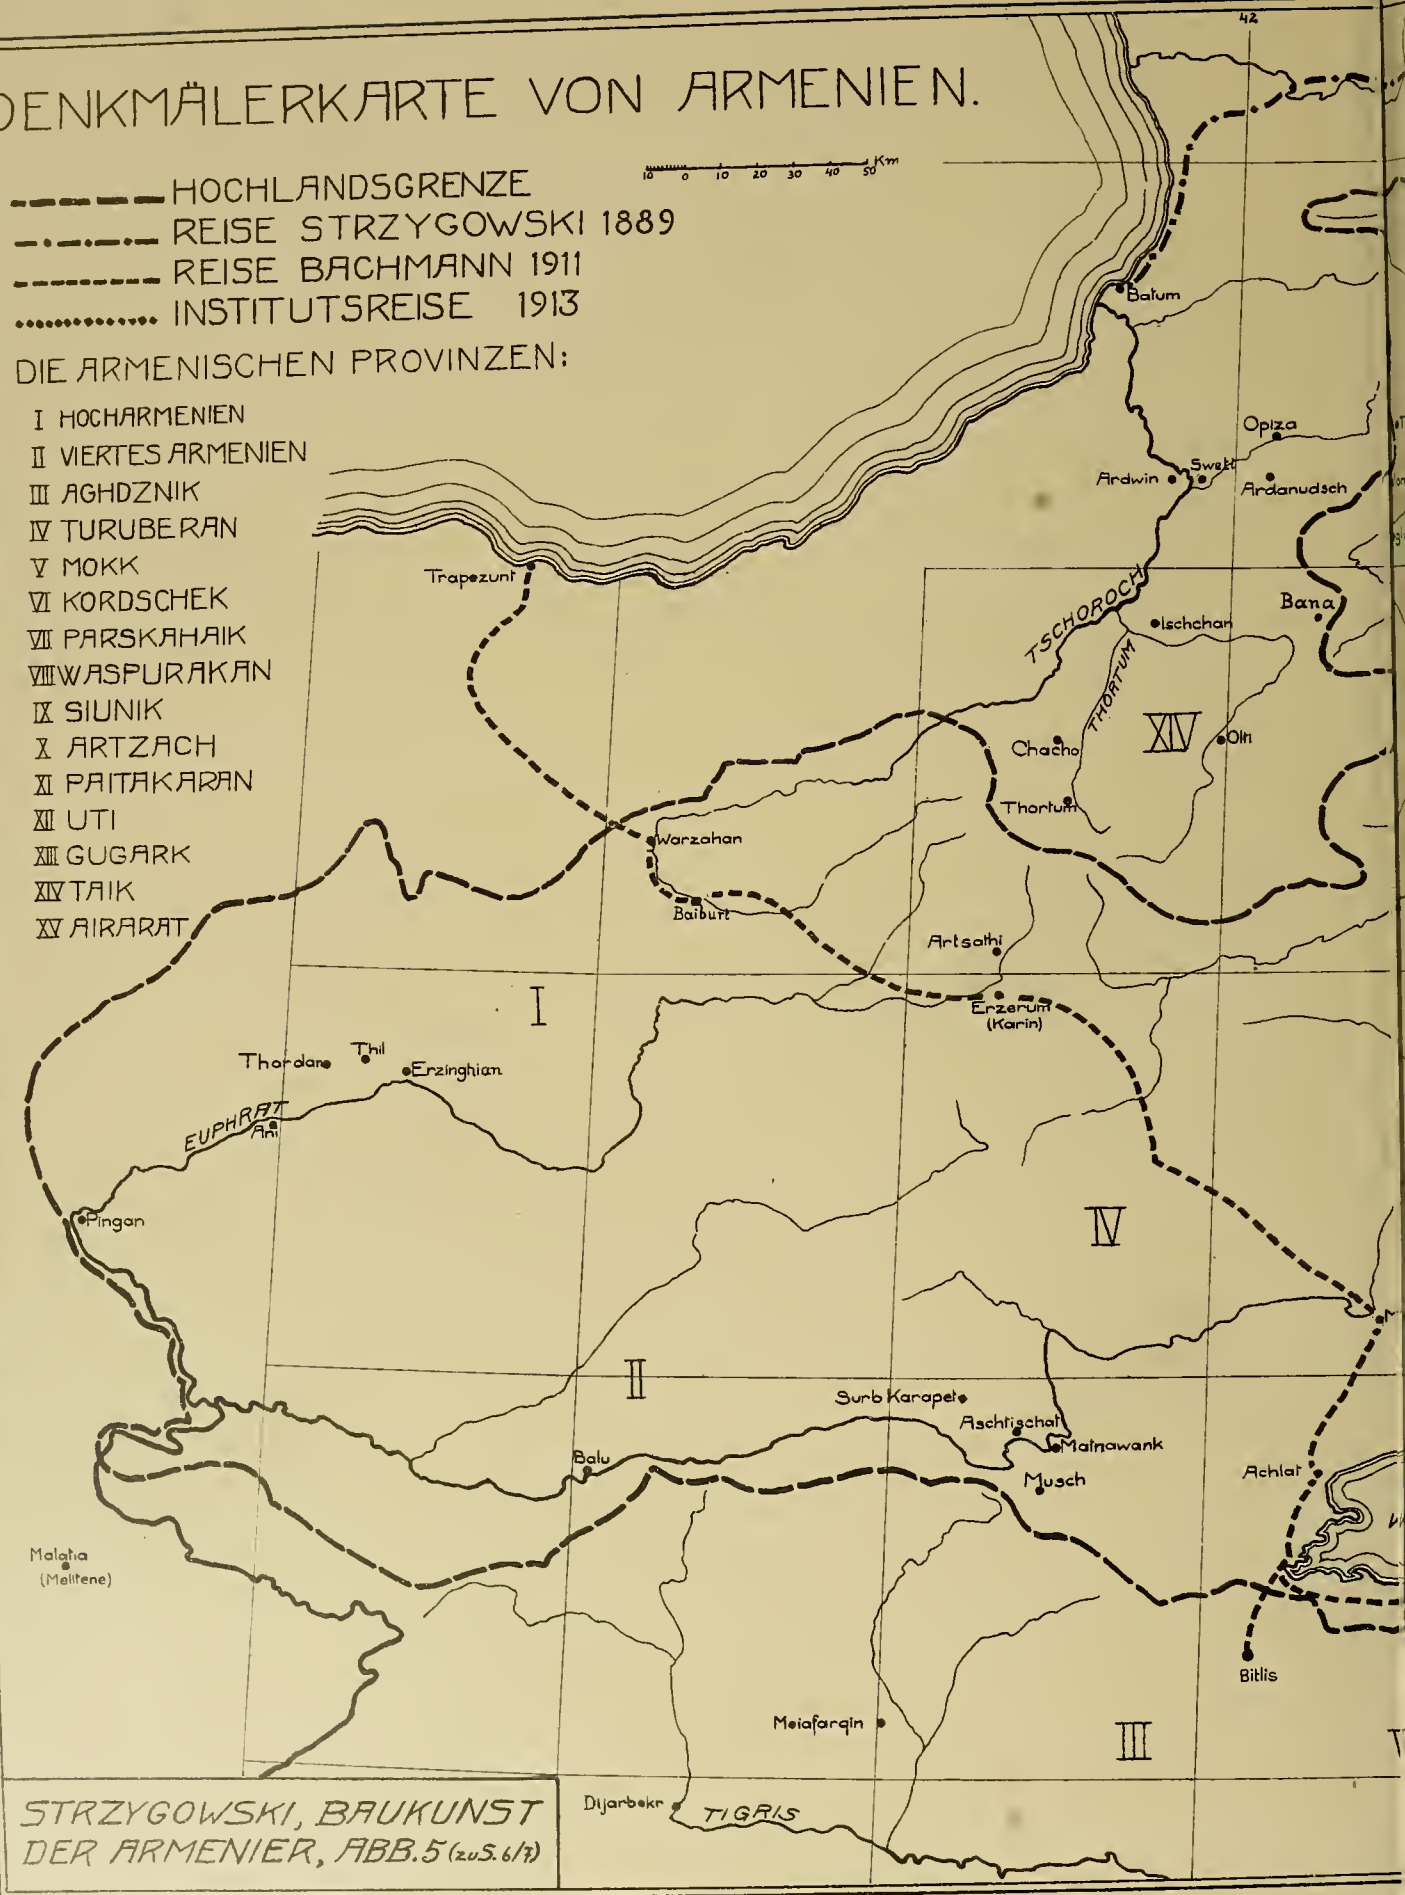 42
DENKMÄLERKARTE VON ARMENIEN.
10 0 10 20 30 40 50 Km
HOCHLANDSGRENZE
REISE STRZYGOWSKI 1889
REISE BACHMANN 1911
INSTITUTSREISE 1913
DIE ARMENISCHEN PROVINZEN:
I HOCHARMENIEN
II VIERTES ARMENIEN
III AGHDZNIK
IV TURUBERAN
V MOKK
VI KORDSCHEK
VII PARSKAHAIK
VIII WASPURAKAN
IX SIUNIK
X ARTZACH
XI PAITAKARAN
XII UTI
XIII GUGARK
XIV TAIK
XV AIRARAT
Batum
Opiza
Ardwin
Sweti
Ardanudsch
Trapezunt
TSCHOROCH
Ischchan
Bana
THORTUM
XIV
Chacho
Olti
Thortum
Warzahan
Baiburt
Artsathi
I
Erzerum
(Karin)
Thordan
Thil
Erzinghian
EUPHRAT
Ani
Pingan
IV
II
Surb Karapet
Aschtischat
Matnawank
Balu
Musch
Achlat
Malatia
(Melitene)
Bitlis
Meiafarqin
III
Dijarbekr
TIGRIS
STRZYGOWSKI, BAUKUNST
DER ARMENIER, ABB. 5 (zu S. 6/7)